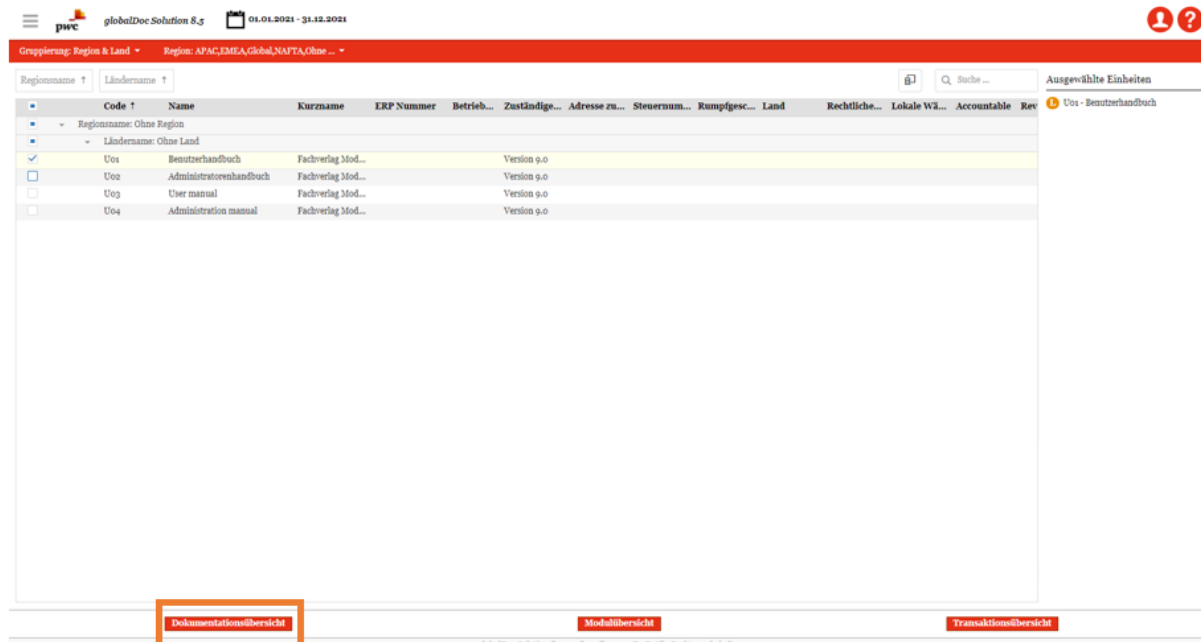 pwc globalDoc Solution 8.5 01.01.2021 - 31.12.2021
Gruppierung: Region & Land Region: APAC,EMEA,Global,NAFTA,Ohne ...
Regionsname ↑ Ländername ↑ Suche ... Ausgewählte Einheiten
Code ↑ Name Kurzname ERP Nummer Betrieb... Zuständige... Adresse zu... Steuernum... Rumpfgesc... Land Rechtliche... Lokale Wä... Accountable Rev
L U01 - Benutzerhandbuch
Regionsname: Ohne Region
Ländername: Ohne Land
U01 Benutzerhandbuch Fachverlag Mod... Version 9.0
U02 Administratorenhandbuch Fachverlag Mod... Version 9.0
U03 User manual Fachverlag Mod... Version 9.0
U04 Administration manual Fachverlag Mod... Version 9.0
Dokumentationsübersicht Modulübersicht Transaktionsübersicht